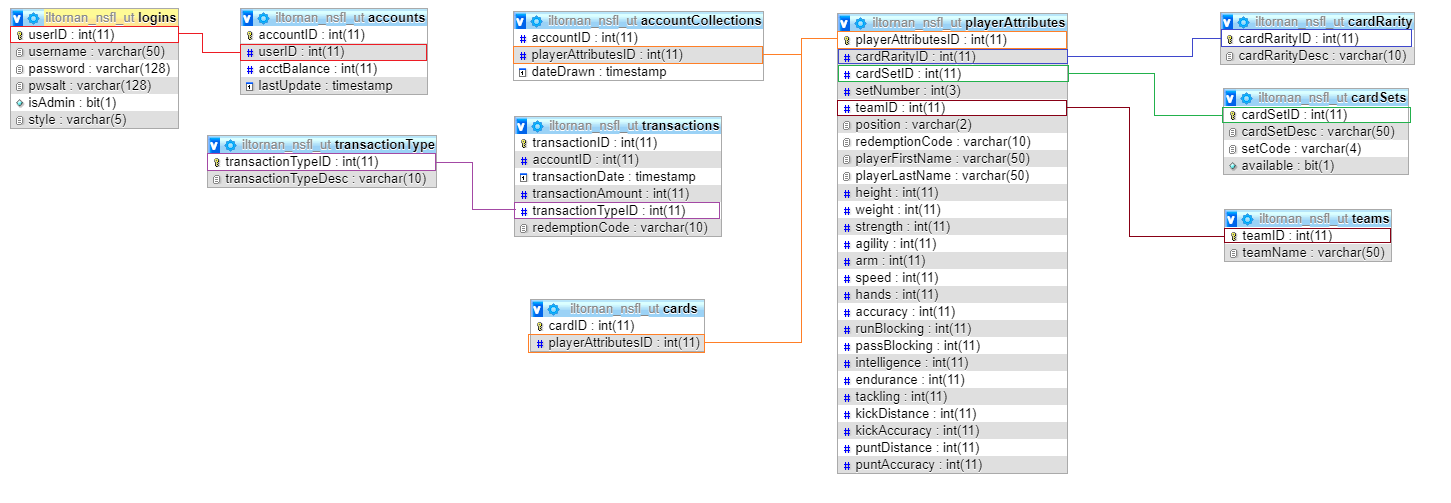 iltornan_nsfl_ut logins
userID : int(11)
username : varchar(50)
password : varchar(128)
pwsalt : varchar(128)
isAdmin : bit(1)
style : varchar(5)
iltornan_nsfl_ut accounts
accountID : int(11)
userID : int(11)
acctBalance : int(11)
lastUpdate : timestamp
iltornan_nsfl_ut transactionType
transactionTypeID : int(11)
transactionTypeDesc : varchar(10)
iltornan_nsfl_ut accountCollections
accountID : int(11)
playerAttributesID : int(11)
dateDrawn : timestamp
iltornan_nsfl_ut transactions
transactionID : int(11)
accountID : int(11)
transactionDate : timestamp
transactionAmount : int(11)
transactionTypeID : int(11)
redemptionCode : varchar(10)
iltornan_nsfl_ut cards
cardID : int(11)
playerAttributesID : int(11)
iltornan_nsfl_ut playerAttributes
playerAttributesID : int(11)
cardRarityID : int(11)
cardSetID : int(11)
setNumber : int(3)
teamID : int(11)
position : varchar(2)
redemptionCode : varchar(10)
playerFirstName : varchar(50)
playerLastName : varchar(50)
height : int(11)
weight : int(11)
strength : int(11)
agility : int(11)
arm : int(11)
speed : int(11)
hands : int(11)
accuracy : int(11)
runBlocking : int(11)
passBlocking : int(11)
intelligence : int(11)
endurance : int(11)
tackling : int(11)
kickDistance : int(11)
kickAccuracy : int(11)
puntDistance : int(11)
puntAccuracy : int(11)
iltornan_nsfl_ut cardRarity
cardRarityID : int(11)
cardRarityDesc : varchar(10)
iltornan_nsfl_ut cardSets
cardSetID : int(11)
cardSetDesc : varchar(50)
setCode : varchar(4)
available : bit(1)
iltornan_nsfl_ut teams
teamID : int(11)
teamName : varchar(50)